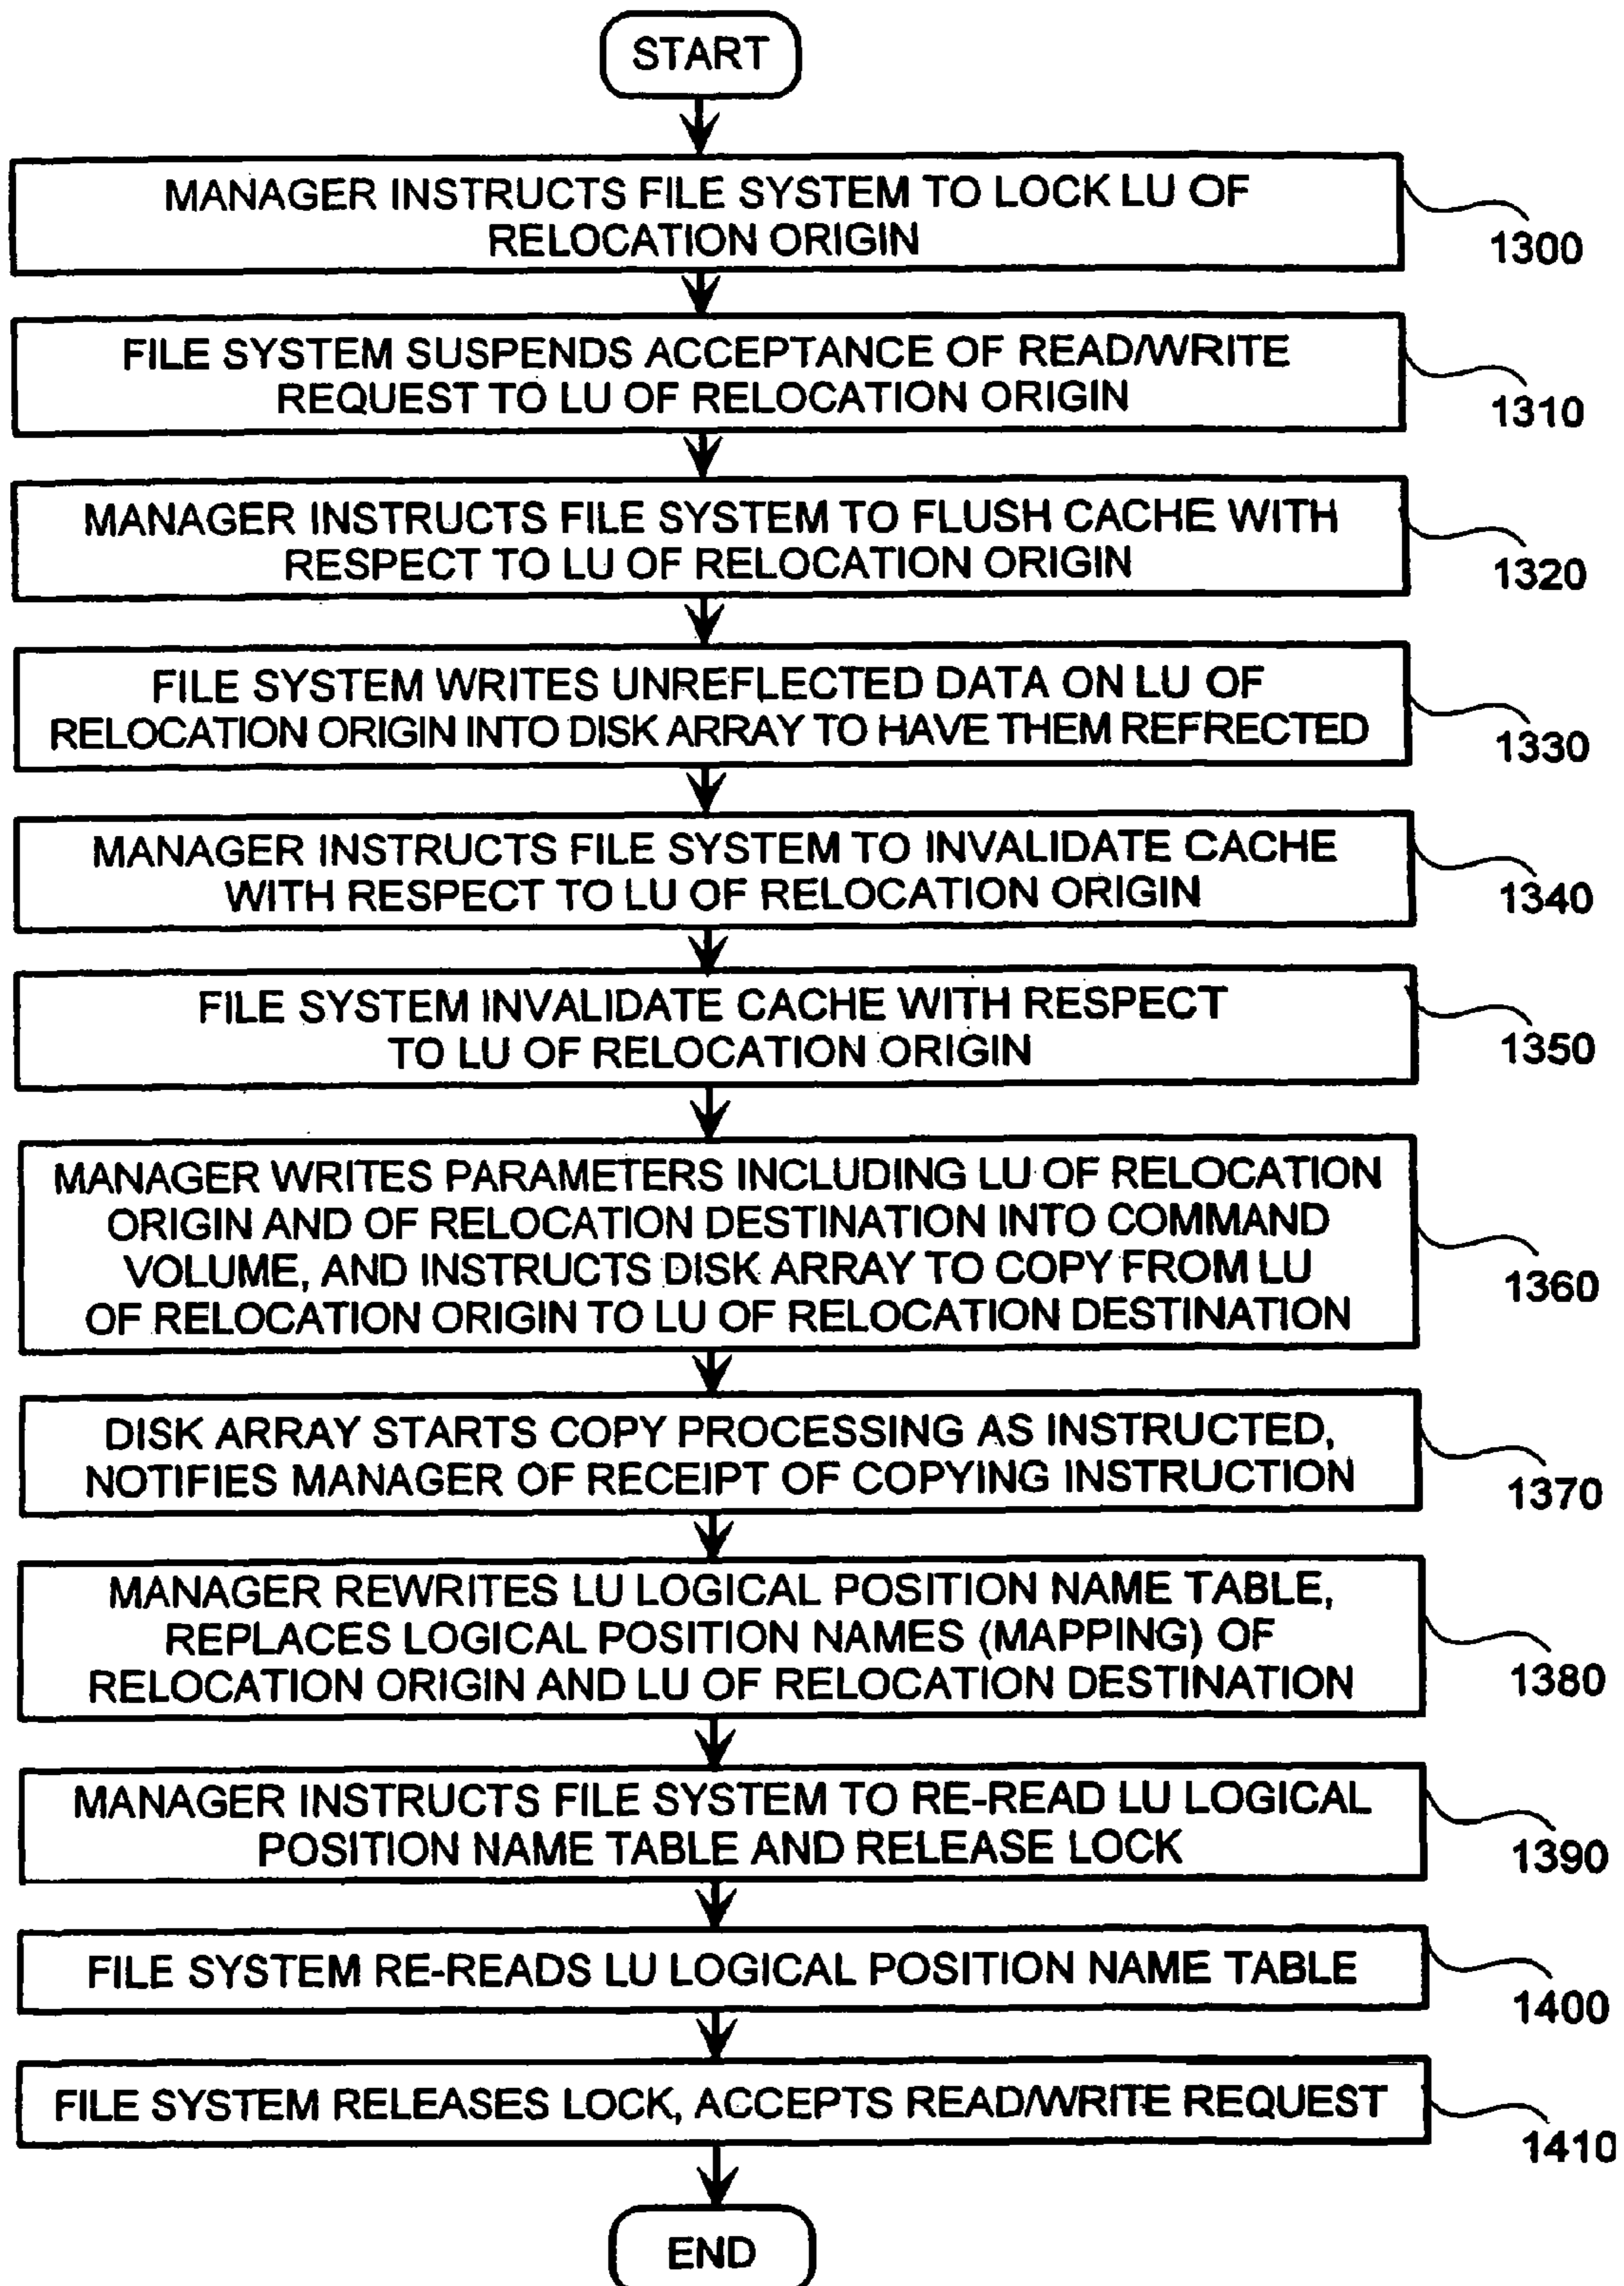 START
MANAGER INSTRUCTS FILE SYSTEM TO LOCK LU OF
RELOCATION ORIGIN
1300
FILE SYSTEM SUSPENDS ACCEPTANCE OF READ/WRITE
REQUEST TO LU OF RELOCATION ORIGIN
1310
MANAGER INSTRUCTS FILE SYSTEM TO FLUSH CACHE WITH
RESPECT TO LU OF RELOCATION ORIGIN
1320
FILE SYSTEM WRITES UNREFLECTED DATA ON LU OF
RELOCATION ORIGIN INTO DISK ARRAY TO HAVE THEM REFRECTED
1330
MANAGER INSTRUCTS FILE SYSTEM TO INVALIDATE CACHE
WITH RESPECT TO LU OF RELOCATION ORIGIN
1340
FILE SYSTEM INVALIDATE CACHE WITH RESPECT
TO LU OF RELOCATION ORIGIN
1350
MANAGER WRITES PARAMETERS INCLUDING LU OF RELOCATION
ORIGIN AND OF RELOCATION DESTINATION INTO COMMAND
VOLUME, AND INSTRUCTS DISK ARRAY TO COPY FROM LU
OF RELOCATION ORIGIN TO LU OF RELOCATION DESTINATION
1360
DISK ARRAY STARTS COPY PROCESSING AS INSTRUCTED,
NOTIFIES MANAGER OF RECEIPT OF COPYING INSTRUCTION
1370
MANAGER REWRITES LU LOGICAL POSITION NAME TABLE,
REPLACES LOGICAL POSITION NAMES (MAPPING) OF
RELOCATION ORIGIN AND LU OF RELOCATION DESTINATION
1380
MANAGER INSTRUCTS FILE SYSTEM TO RE-READ LU LOGICAL
POSITION NAME TABLE AND RELEASE LOCK
1390
FILE SYSTEM RE-READS LU LOGICAL POSITION NAME TABLE
1400
FILE SYSTEM RELEASES LOCK, ACCEPTS READ/WRITE REQUEST
1410
END